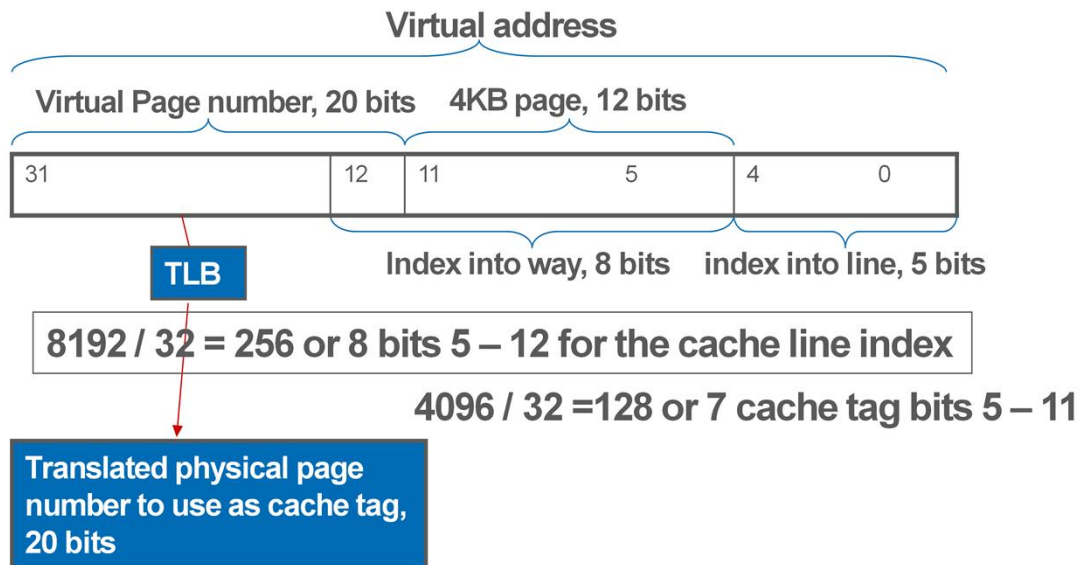 Virtual address
Virtual Page number, 20 bits
4KB page, 12 bits
31
12
11
5
4
0
Index into way, 8 bits
index into line, 5 bits
TLB
8192 / 32 = 256 or 8 bits 5 – 12 for the cache line index
4096 / 32 =128 or 7 cache tag bits 5 – 11
Translated physical page
number to use as cache tag,
20 bits